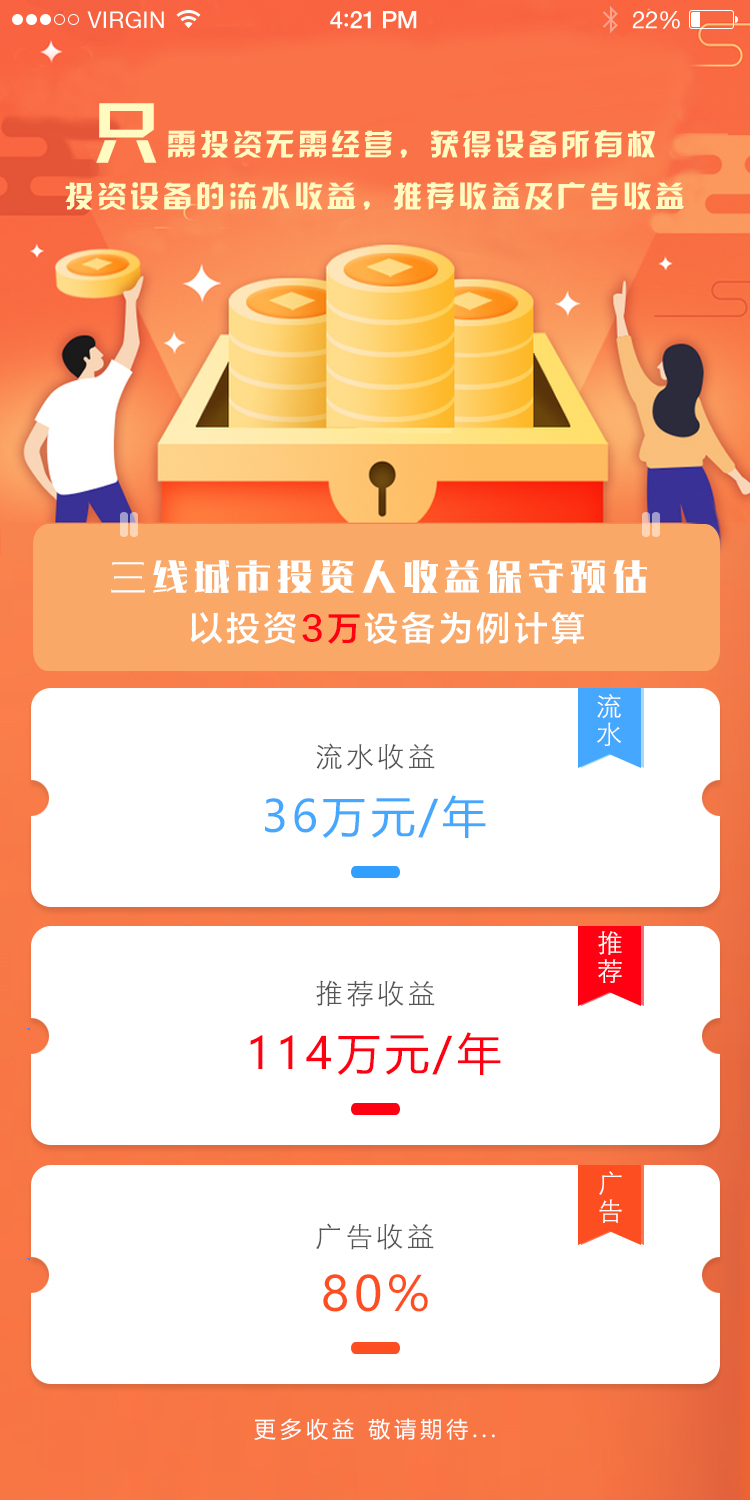 VIRGIN 4:21 PM 22%
只需投资无需经营，获得设备所有权
投资设备的流水收益，推荐收益及广告收益
三线城市投资人收益保守预估
以投资3万设备为例计算
流水
流水收益
36万元/年
推荐
推荐收益
114万元/年
广告
广告收益
80%
更多收益 敬请期待...